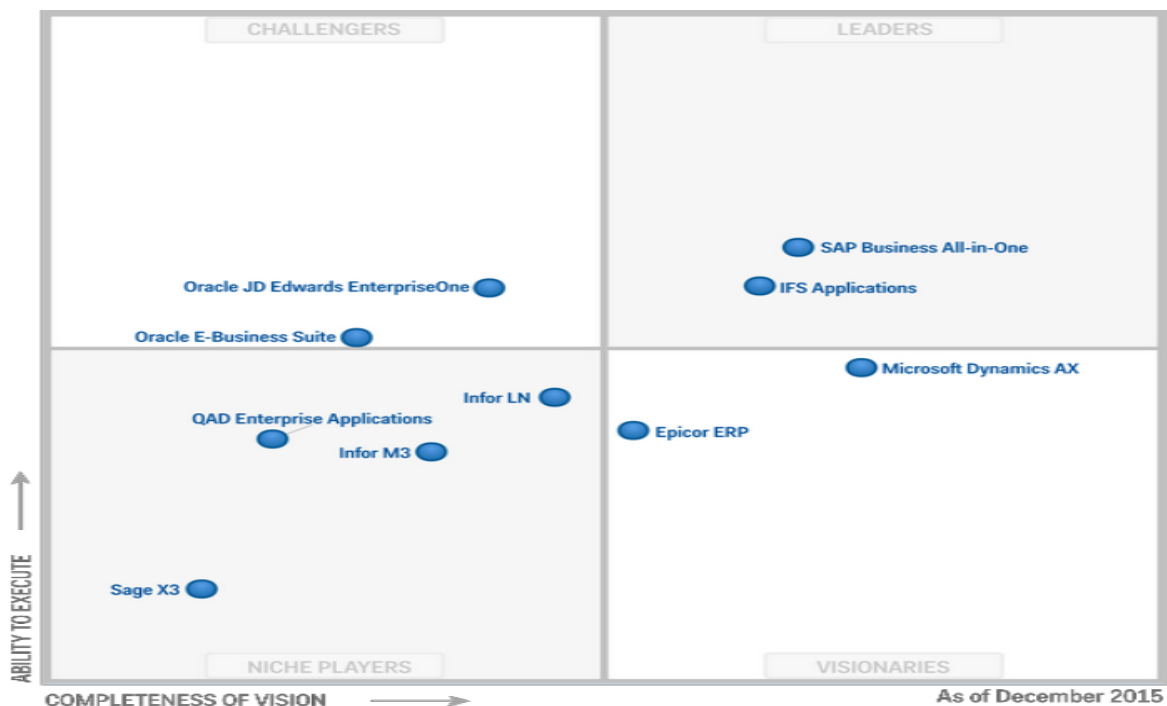 CHALLENGERS
LEADERS
SAP Business All-in-One
Oracle JD Edwards EnterpriseOne
IFS Applications
Oracle E-Business Suite
Microsoft Dynamics AX
Infor LN
QAD Enterprise Applications
Epicor ERP
Infor M3
Sage X3
ABILITY TO EXECUTE
NICHE PLAYERS
VISIONARIES
COMPLETENESS OF VISION
As of December 2015